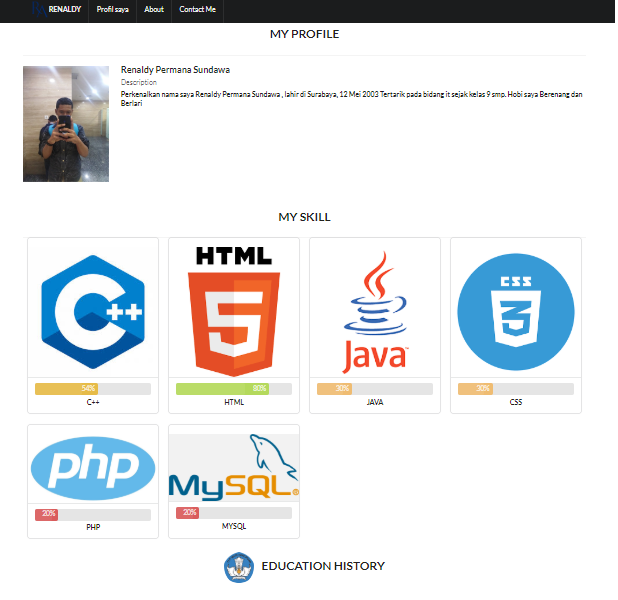 RENALDY Profil saya About Contact Me
MY PROFILE
Renaldy Permana Sundawa
Description
Perkenalkan nama saya Renaldy Permana Sundawa , lahir di Surabaya, 12 Mei 2003 Tertarik pada bidang it sejak kelas 9 smp. Hobi saya Berenang dan
Berlari
MY SKILL
C++
HTML
5
Java™
CSS
3
54%
80%
30%
30%
C++
HTML
JAVA
CSS
php
MySQL®
20%
20%
PHP
MYSQL
EDUCATION HISTORY